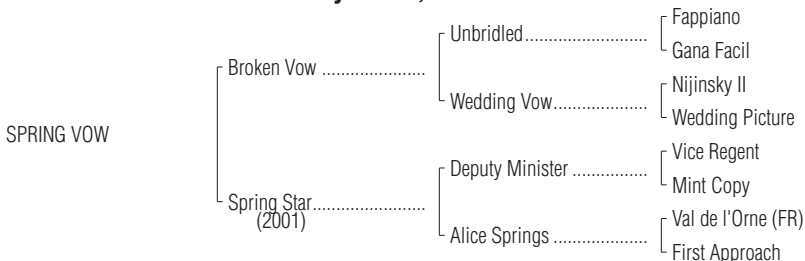 Fappiano
Unbridled
Gana Facil
Broken Vow
Nijinsky II
Wedding Vow
Wedding Picture
SPRING VOW
Vice Regent
Deputy Minister
Mint Copy
Spring Star
(2001)
Val de l'Orne (FR)
Alice Springs
First Approach